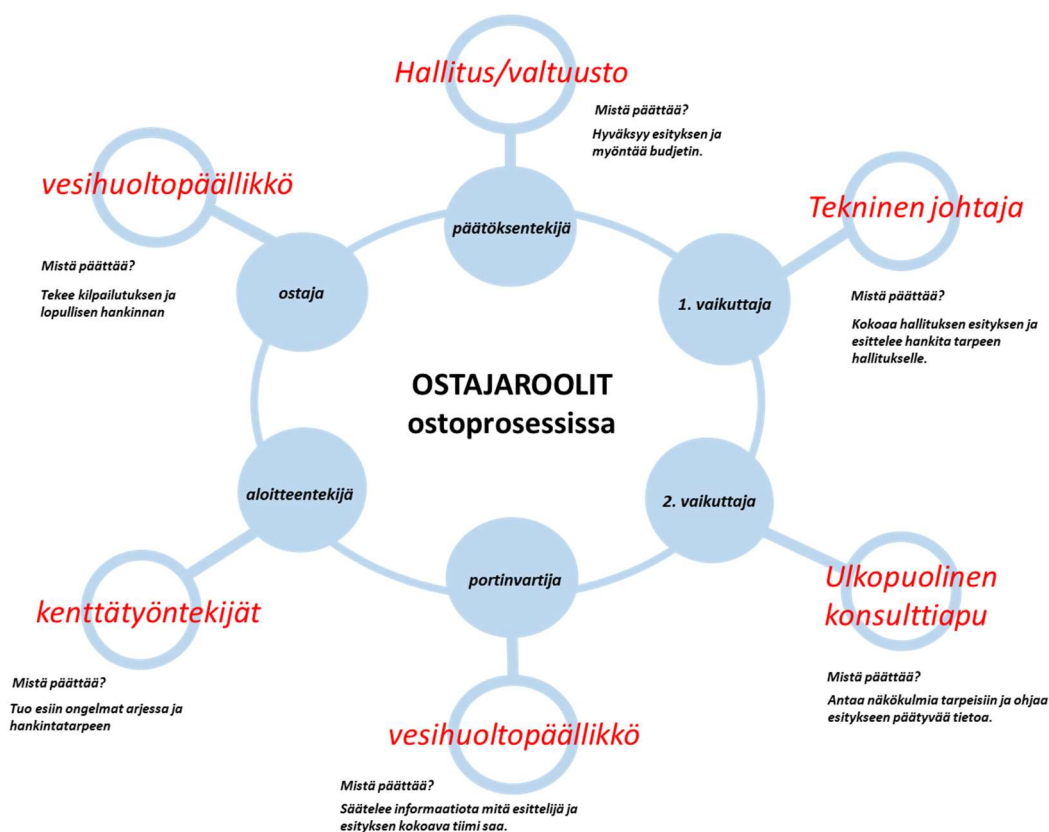 Hallitus/valtuusto
Mistä päättää?
Hyväksyy esityksen ja
myöntää budjetin.
päätöksentekijä
Tekninen johtaja
Mistä päättää?
Kokoaa hallituksen esityksen ja
esittelee hankita tarpeen
hallitukselle.
1. vaikuttaja
vesihuoltopäällikkö
Mistä päättää?
Tekee kilpailutuksen ja
lopullisen hankinnan
ostaja
OSTAJAROOLIT
ostoprosessissa
2. vaikuttaja
Ulkopuolinen
konsulttiapu
Mistä päättää?
Antaa näkökulmia tarpeisiin ja ohjaa
esitykseen päätyvää tietoa.
portinvartija
vesihuoltopäällikkö
Mistä päättää?
Säätelee informaatiota mitä esittelijä ja
esityksen kokoava tiimi saa.
aloitteentekijä
kenttätyöntekijät
Mistä päättää?
Tuo esiin ongelmat arjessa ja
hankintatarpeen